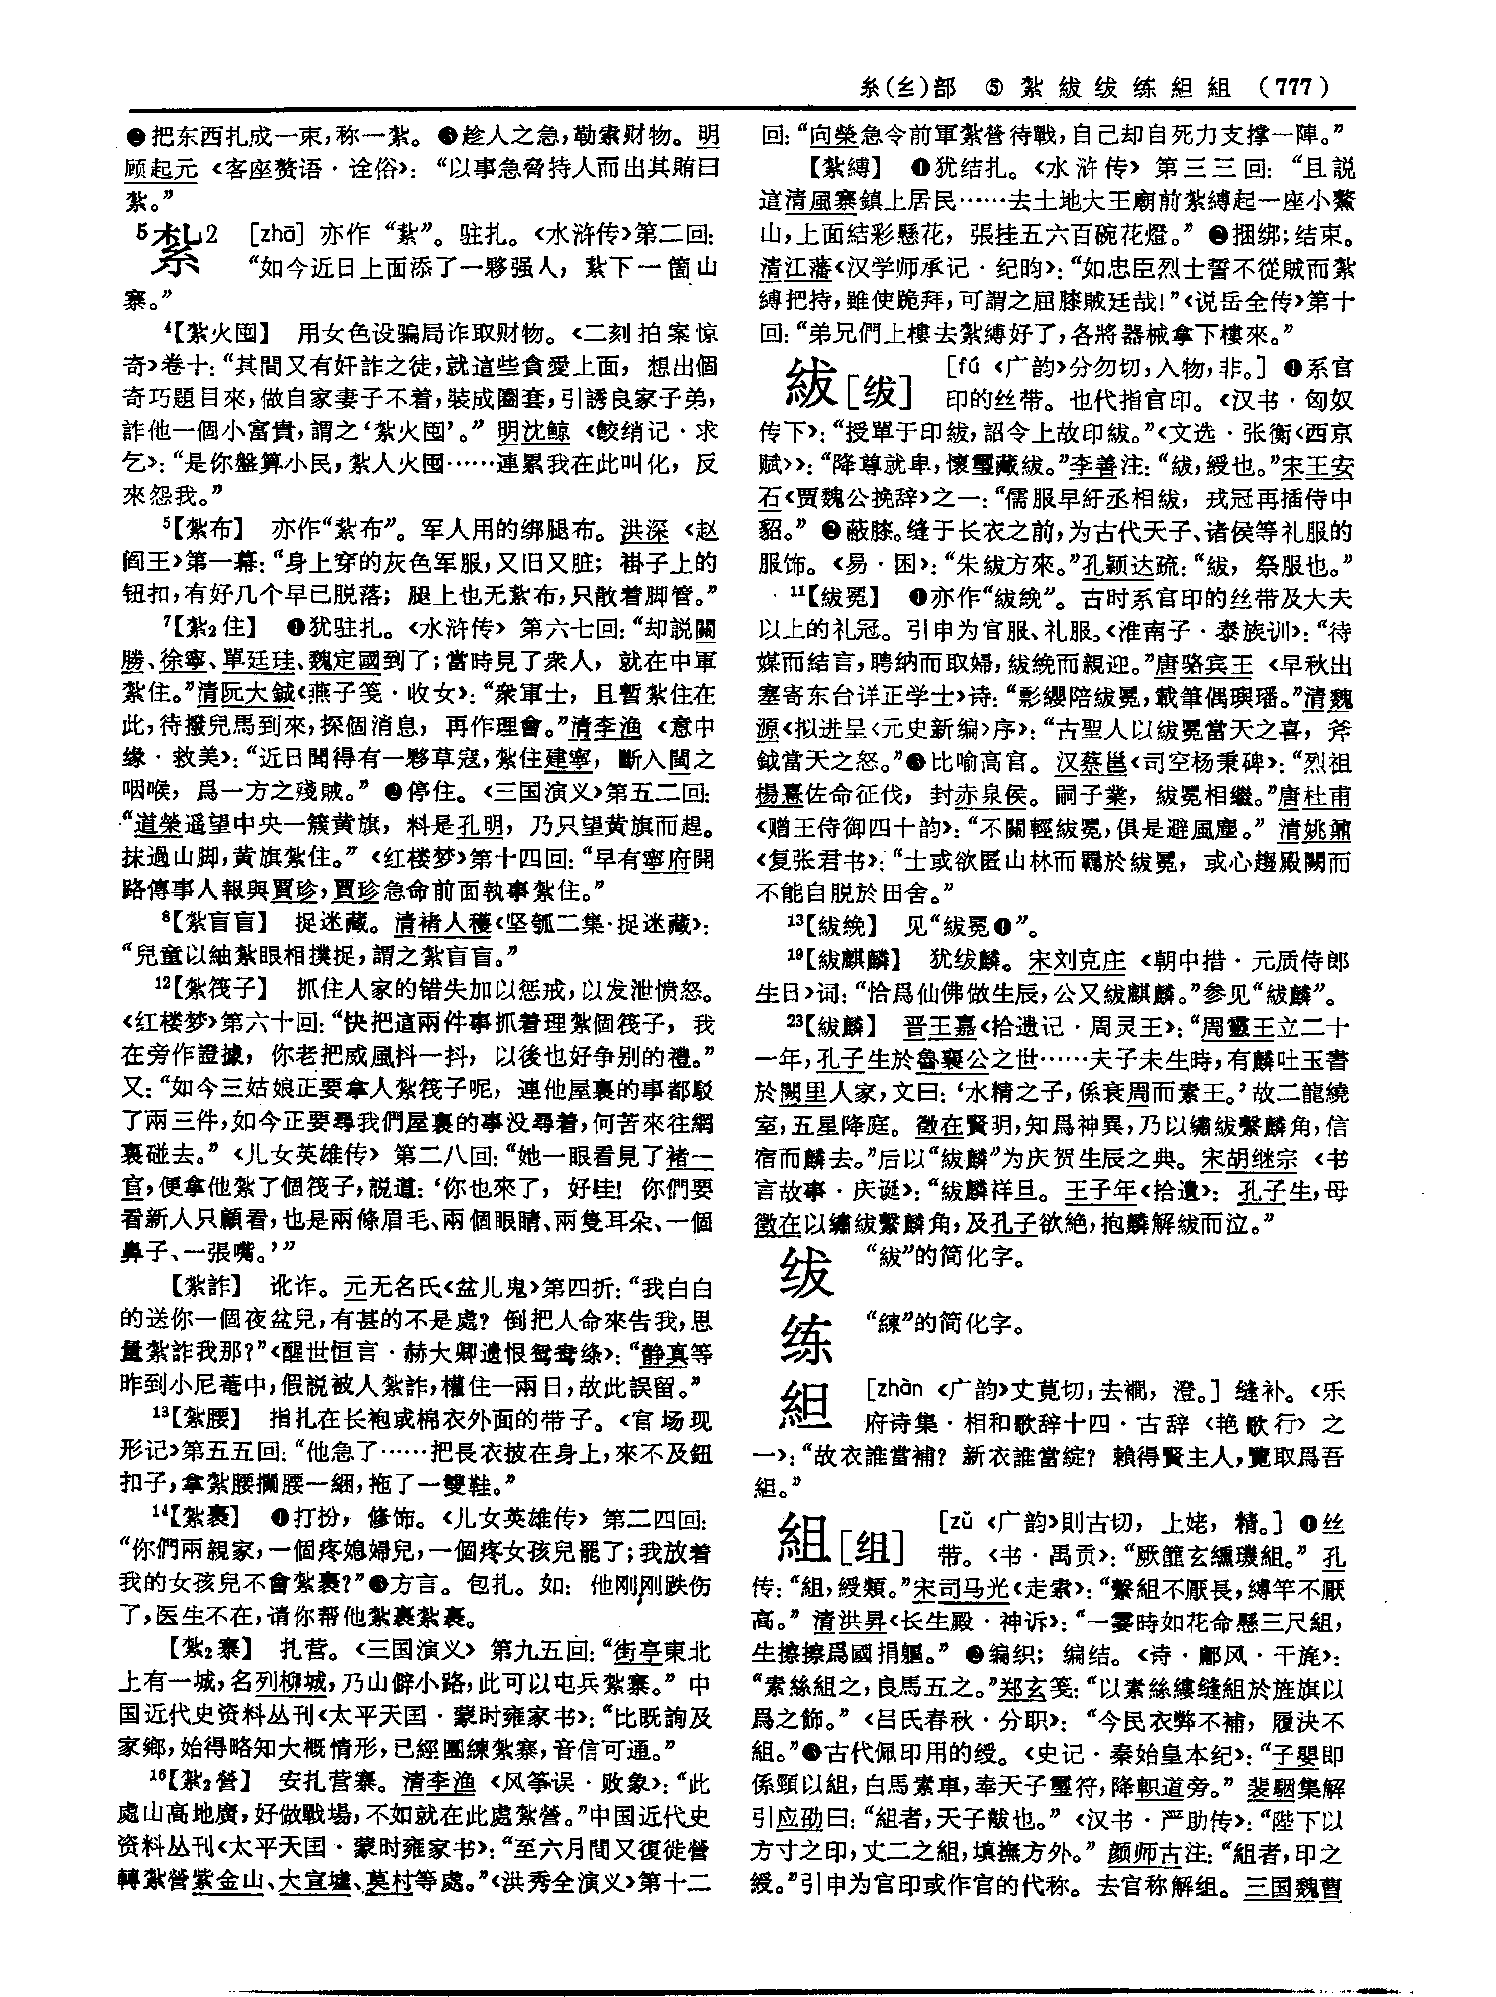 糸(纟)部 ⑤ 紮紱绂练組組 (777)
❷把东西扎成一束,称一紮。❸趁人之急,勒索财物。明
顾起元《客座赘语·诠俗》:“以事急脅持人而出其賄曰
紮。”
5紮2 [zhā] 亦作“紥”。驻扎。《水浒传》第二回:
“如今近日上面添了一夥强人,紮下一箇山
寨。”
4【紮火囤】 用女色设骗局诈取财物。《二刻拍案惊
奇》卷十:“其間又有奸詐之徒,就這些貪愛上面,想出個
奇巧題目來,做自家妻子不着,裝成圈套,引誘良家子弟,
詐他一個小富貴,謂之‘紮火囤’。”明沈鲸《鲛绡记·求
乞》:“是你盤算小民,紮人火囤……連累我在此叫化,反
來怨我。”
5【紮布】 亦作“紥布”。军人用的绑腿布。洪深《赵
阎王》第一幕:“身上穿的灰色军服,又旧又脏;褂子上的
钮扣,有好几个早已脱落;腿上也无紮布,只散着脚管。”
7【紮2住】 ❶犹驻扎。《水浒传》第六七回:“却説關
勝、徐寧、單廷珪、魏定國到了;當時見了衆人,就在中軍
紮住。”清阮大鋮《燕子笺·收女》:“衆軍士,且暫紮住在
此,待撥兒馬到來,探個消息,再作理會。”清李渔《意中
缘·救美》:“近日聞得有一夥草寇,紮住建寧,斷入閩之
咽喉,爲一方之殘賊。”❷停住。《三国演义》第五二回:
“道榮遥望中央一簇黄旗,料是孔明,乃只望黄旗而趕。
抹過山脚,黄旗紮住。”《红楼梦》第十四回:“早有寧府開
路傳事人報與賈珍,賈珍急命前面執事紮住。”
8【紮盲盲】 捉迷藏。清褚人穫《坚瓠二集·捉迷藏》:
“兒童以紬紮眼相撲捉,謂之紮盲盲。”
12【紮筏子】 抓住人家的错失加以惩戒,以发泄愤怒。
《红楼梦》第六十回:“快把這兩件事抓着理紮個筏子,我
在旁作證據,你老把威風抖一抖,以後也好争别的禮。”
又:“如今三姑娘正要拿人紮筏子呢,連他屋裏的事都駁
了兩三件,如今正要尋我們屋裏的事没尋着,何苦來往網
裏碰去。”《儿女英雄传》第二八回:“她一眼看見了褚一
官,便拿他紮了個筏子,説道:‘你也來了,好哇!你們要
看新人只顧看,也是兩條眉毛、兩個眼睛、兩隻耳朵、一個
鼻子、一張嘴。’”
【紮詐】 讹诈。元无名氏《盆儿鬼》第四折:“我白白
的送你一個夜盆兒,有甚的不是處?倒把人命來告我,思
量紮詐我那?”《醒世恒言·赫大卿遗恨鸳鸯绦》:“静真等
昨到小尼菴中,假説被人紮詐,權住一兩日,故此誤留。”
13【紮腰】 指扎在长袍或棉衣外面的带子。《官场现
形记》第五五回:“他急了……把長衣披在身上,來不及鈕
扣子,拿紮腰攔腰一綑,拖了一雙鞋。”
14【紮裹】 ❶打扮,修饰。《儿女英雄传》第二四回:
“你們兩親家,一個疼媳婦兒,一個疼女孩兒罷了;我放着
我的女孩兒不會紮裹?”❷方言。包扎。如:他刚刚跌伤
了,医生不在,请你帮他紮裹紮裹。
【紮2寨】 扎营。《三国演义》第九五回:“街亭東北
上有一城,名列柳城,乃山僻小路,此可以屯兵紮寨。”中
国近代史资料丛刊《太平天国·蒙时雍家书》:“比既詢及
家鄉,始得略知大概情形,已經團練紮寨,音信可通。”
16【紮2營】 安扎营寨。清李渔《风筝误·败象》:“此
處山高地廣,好做戰場,不如就在此處紮營。”中国近代史
资料丛刊《太平天国·蒙时雍家书》:“至六月間又復徙營
轉紮營紫金山、大宣墟、莫村等處。”《洪秀全演义》第十二
回:“向榮急令前軍紮營待戰,自己却自死力支撑一陣。”
【紮縛】 ❶犹结扎。《水浒传》第三三回:“且説
這清風寨鎮上居民……去土地大王廟前紮縛起一座小鰲
山,上面結彩懸花,張挂五六百碗花燈。”❷捆绑;结束。
清江藩《汉学师承记·纪昀》:“如忠臣烈士誓不從賊而紮
縛把持,雖使跪拜,可謂之屈膝賊廷哉!”《说岳全传》第十
回:“弟兄們上樓去紮縛好了,各將器械拿下樓來。”
紱[绂] [fú 《广韵》分勿切,入物,非。] ❶系官
印的丝带。也代指官印。《汉书·匈奴
传下》:“授單于印紱,詔令上故印紱。”《文选·张衡〈西京
赋〉》:“降尊就卑,懷璽藏紱。”李善注:“紱,綬也。”宋王安
石《贾魏公挽辞》之一:“儒服早紆丞相紱,戎冠再插侍中
貂。”❷蔽膝。缝于长衣之前,为古代天子、诸侯等礼服的
服饰。《易·困》:“朱紱方來。”孔颖达疏:“紱,祭服也。”
11【紱冕】 ❶亦作“紱絻”。古时系官印的丝带及大夫
以上的礼冠。引申为官服、礼服。《淮南子·泰族训》:“待
媒而結言,聘納而取婦,紱絻而親迎。”唐骆宾王《早秋出
塞寄东台详正学士》诗:“彯纓陪紱冕,載筆偶璵璠。”清魏
源《拟进呈〈元史新编〉序》:“古聖人以紱冕當天之喜,斧
鉞當天之怒。”❷比喻高官。汉蔡邕《司空杨秉碑》:“烈祖
楊憙佐命征伐,封赤泉侯。嗣子業,紱冕相繼。”唐杜甫
《赠王侍御四十韵》:“不關輕紱冕,俱是避風塵。”清姚鼐
《复张君书》:“士或欲匿山林而羈於紱冕,或心趨殿闕而
不能自脱於田舍。”
13【紱絻】 见“紱冕❶”。
19【紱麒麟】 犹绂麟。宋刘克庄《朝中措·元质侍郎
生日》词:“恰爲仙佛做生辰,公又紱麒麟。”参见“紱麟”。
23【紱麟】 晋王嘉《拾遗记·周灵王》:“周靈王立二十
一年,孔子生於魯襄公之世……夫子未生時,有麟吐玉書
於闕里人家,文曰:‘水精之子,係衰周而素王。’故二龍繞
室,五星降庭。徵在賢明,知爲神異,乃以繡紱繫麟角,信
宿而麟去。”后以“紱麟”为庆贺生辰之典。宋胡继宗《书
言故事·庆诞》:“紱麟祥旦。王子年《拾遺》:孔子生,母
徵在以繡紱繫麟角,及孔子欲絶,抱麟解紱而泣。”
绂 “紱”的简化字。
练 “練”的简化字。
䋎 [zhàn 《广韵》丈莧切,去襇,澄。] 缝补。《乐
府诗集·相和歌辞十四·古辞〈艳歌行〉之
一》:“故衣誰當補?新衣誰當綻?賴得賢主人,覽取爲吾
䋎。”
組[组] [zǔ 《广韵》則古切,上姥,精。] ❶丝
带。《书·禹贡》:“厥篚玄纁璣組。”孔
传:“組,綬類。”宋司马光《走索》:“繫組不厭長,縛竿不厭
高。”清洪昇《长生殿·神诉》:“一霎時如花命懸三尺組,
生擦擦爲國捐軀。”❷编织;编结。《诗·鄘风·干旄》:
“素絲組之,良馬五之。”郑玄笺:“以素絲縷缝組於旌旗以
爲之飾。”《吕氏春秋·分职》:“今民衣弊不補,履決不
組。”❸古代佩印用的绶。《史记·秦始皇本纪》:“子嬰即
係頸以組,白馬素車,奉天子璽符,降軹道旁。”裴駰集解
引应劭曰:“組者,天子黻也。”《汉书·严助传》:“陛下以
方寸之印,丈二之組,填撫方外。”颜师古注:“組者,印之
綬。”引申为官印或作官的代称。去官称解组。三国魏曹